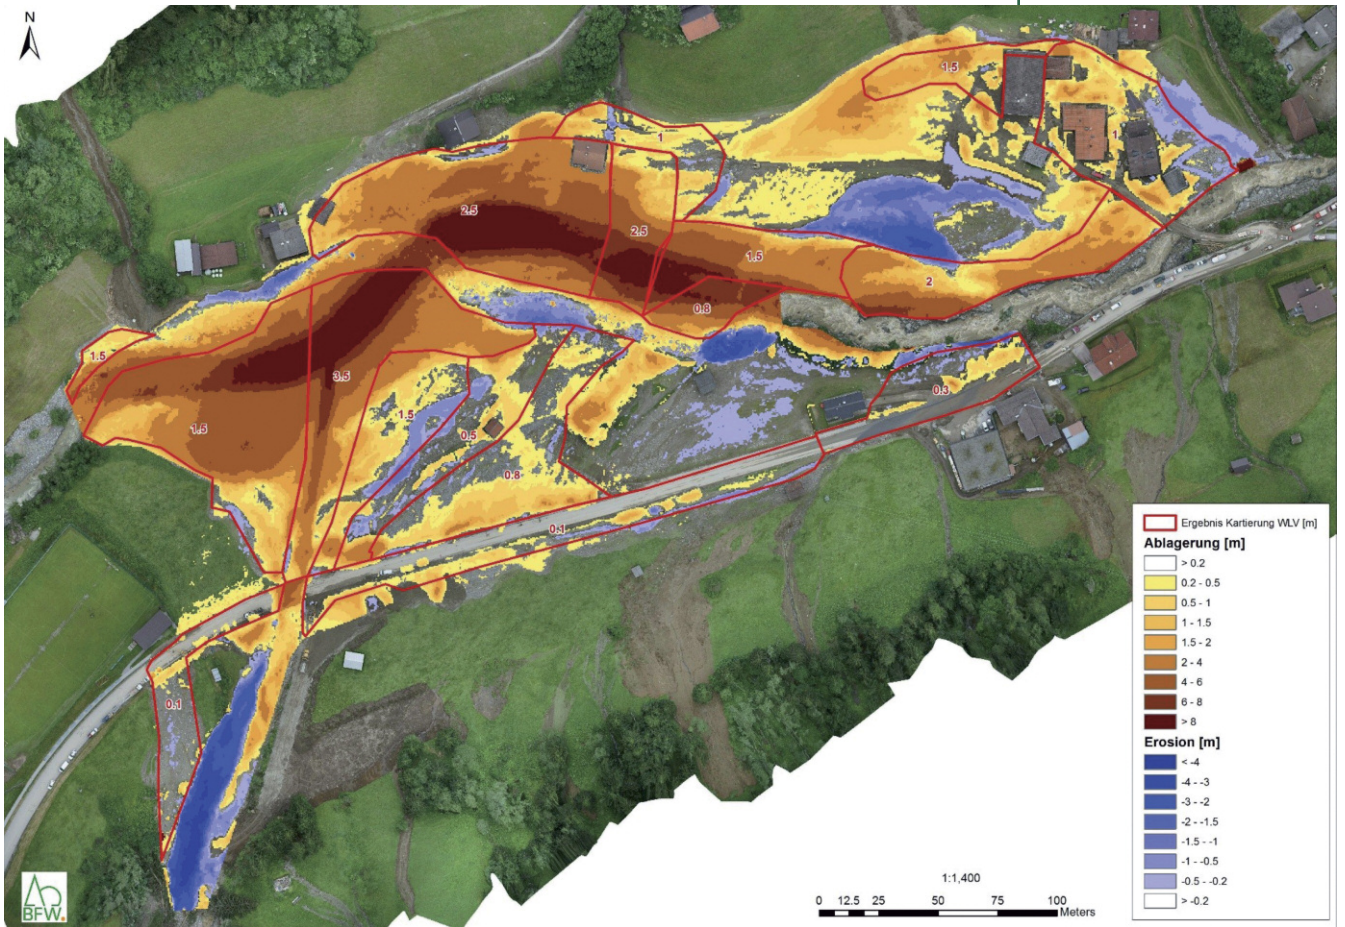 N
1.5
1
1
2.5
2.5
1.5
2
0.8
1.5
3.5
0.3
1.5
1.5
0.5
0.8
0.1
0.1
Ergebnis Kartierung WLV [m]
Ablagerung [m]
> 0.2
0.2 - 0.5
0.5 - 1
1 - 1.5
1.5 - 2
2 - 4
4 - 6
6 - 8
> 8
Erosion [m]
< -4
-4 - -3
-3 - -2
-2 - -1.5
-1.5 - -1
-1 - -0.5
-0.5 - -0.2
> -0.2
1:1,400
0 12.5 25 50 75 100
Meters
BFW.